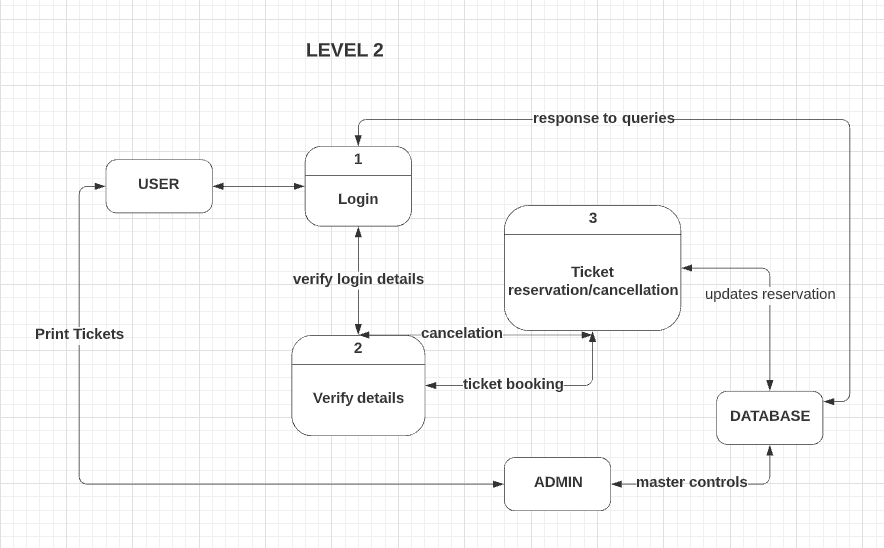 LEVEL 2
response to queries
1
Login
USER
3
Ticket
reservation/cancellation
verify login details
updates reservation
Print Tickets
cancelation
2
Verify details
ticket booking
DATABASE
ADMIN
master controls